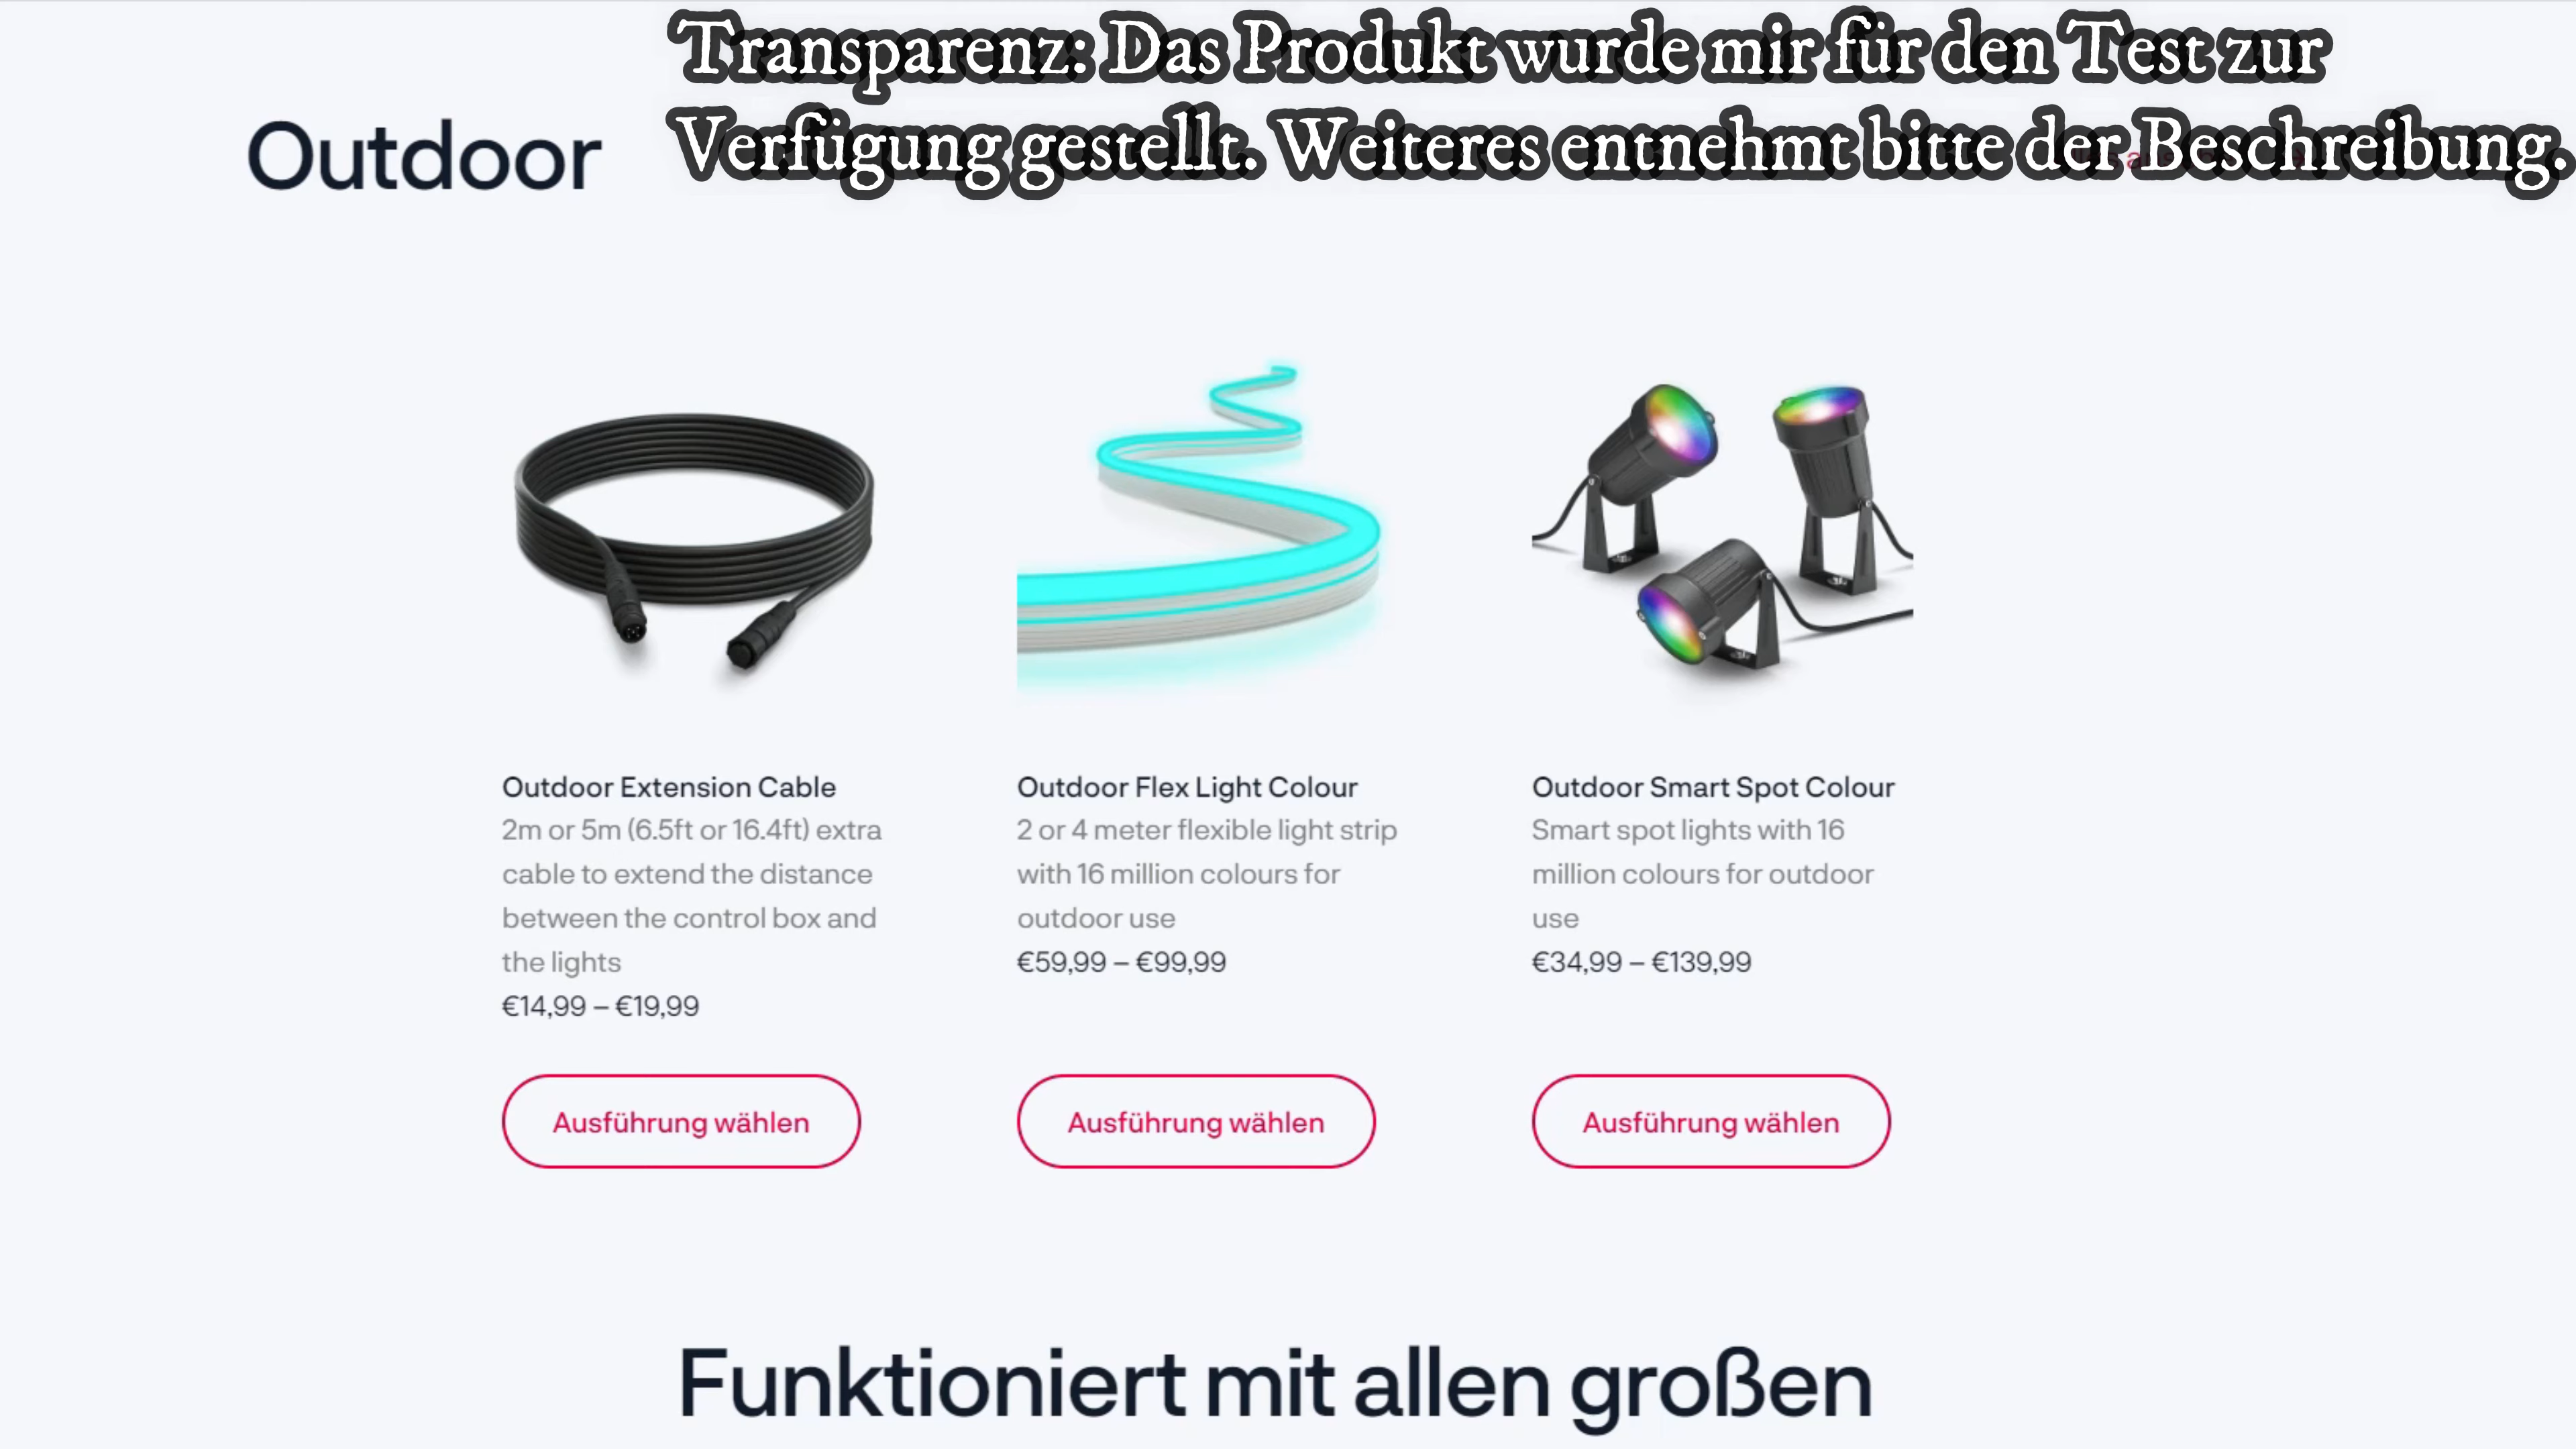 Transparenz: Das Produkt wurde mir für den Test zur
Verfügung gestellt. Weiteres entnehmt bitte der Beschreibung.
Outdoor
Outdoor Extension Cable
2m or 5m (6.5ft or 16.4ft) extra
cable to extend the distance
between the control box and
the lights
€14,99 – €19,99
Ausführung wählen
Outdoor Flex Light Colour
2 or 4 meter flexible light strip
with 16 million colours for
outdoor use
€59,99 – €99,99
Ausführung wählen
Outdoor Smart Spot Colour
Smart spot lights with 16
million colours for outdoor
use
€34,99 – €139,99
Ausführung wählen
Funktioniert mit allen großen